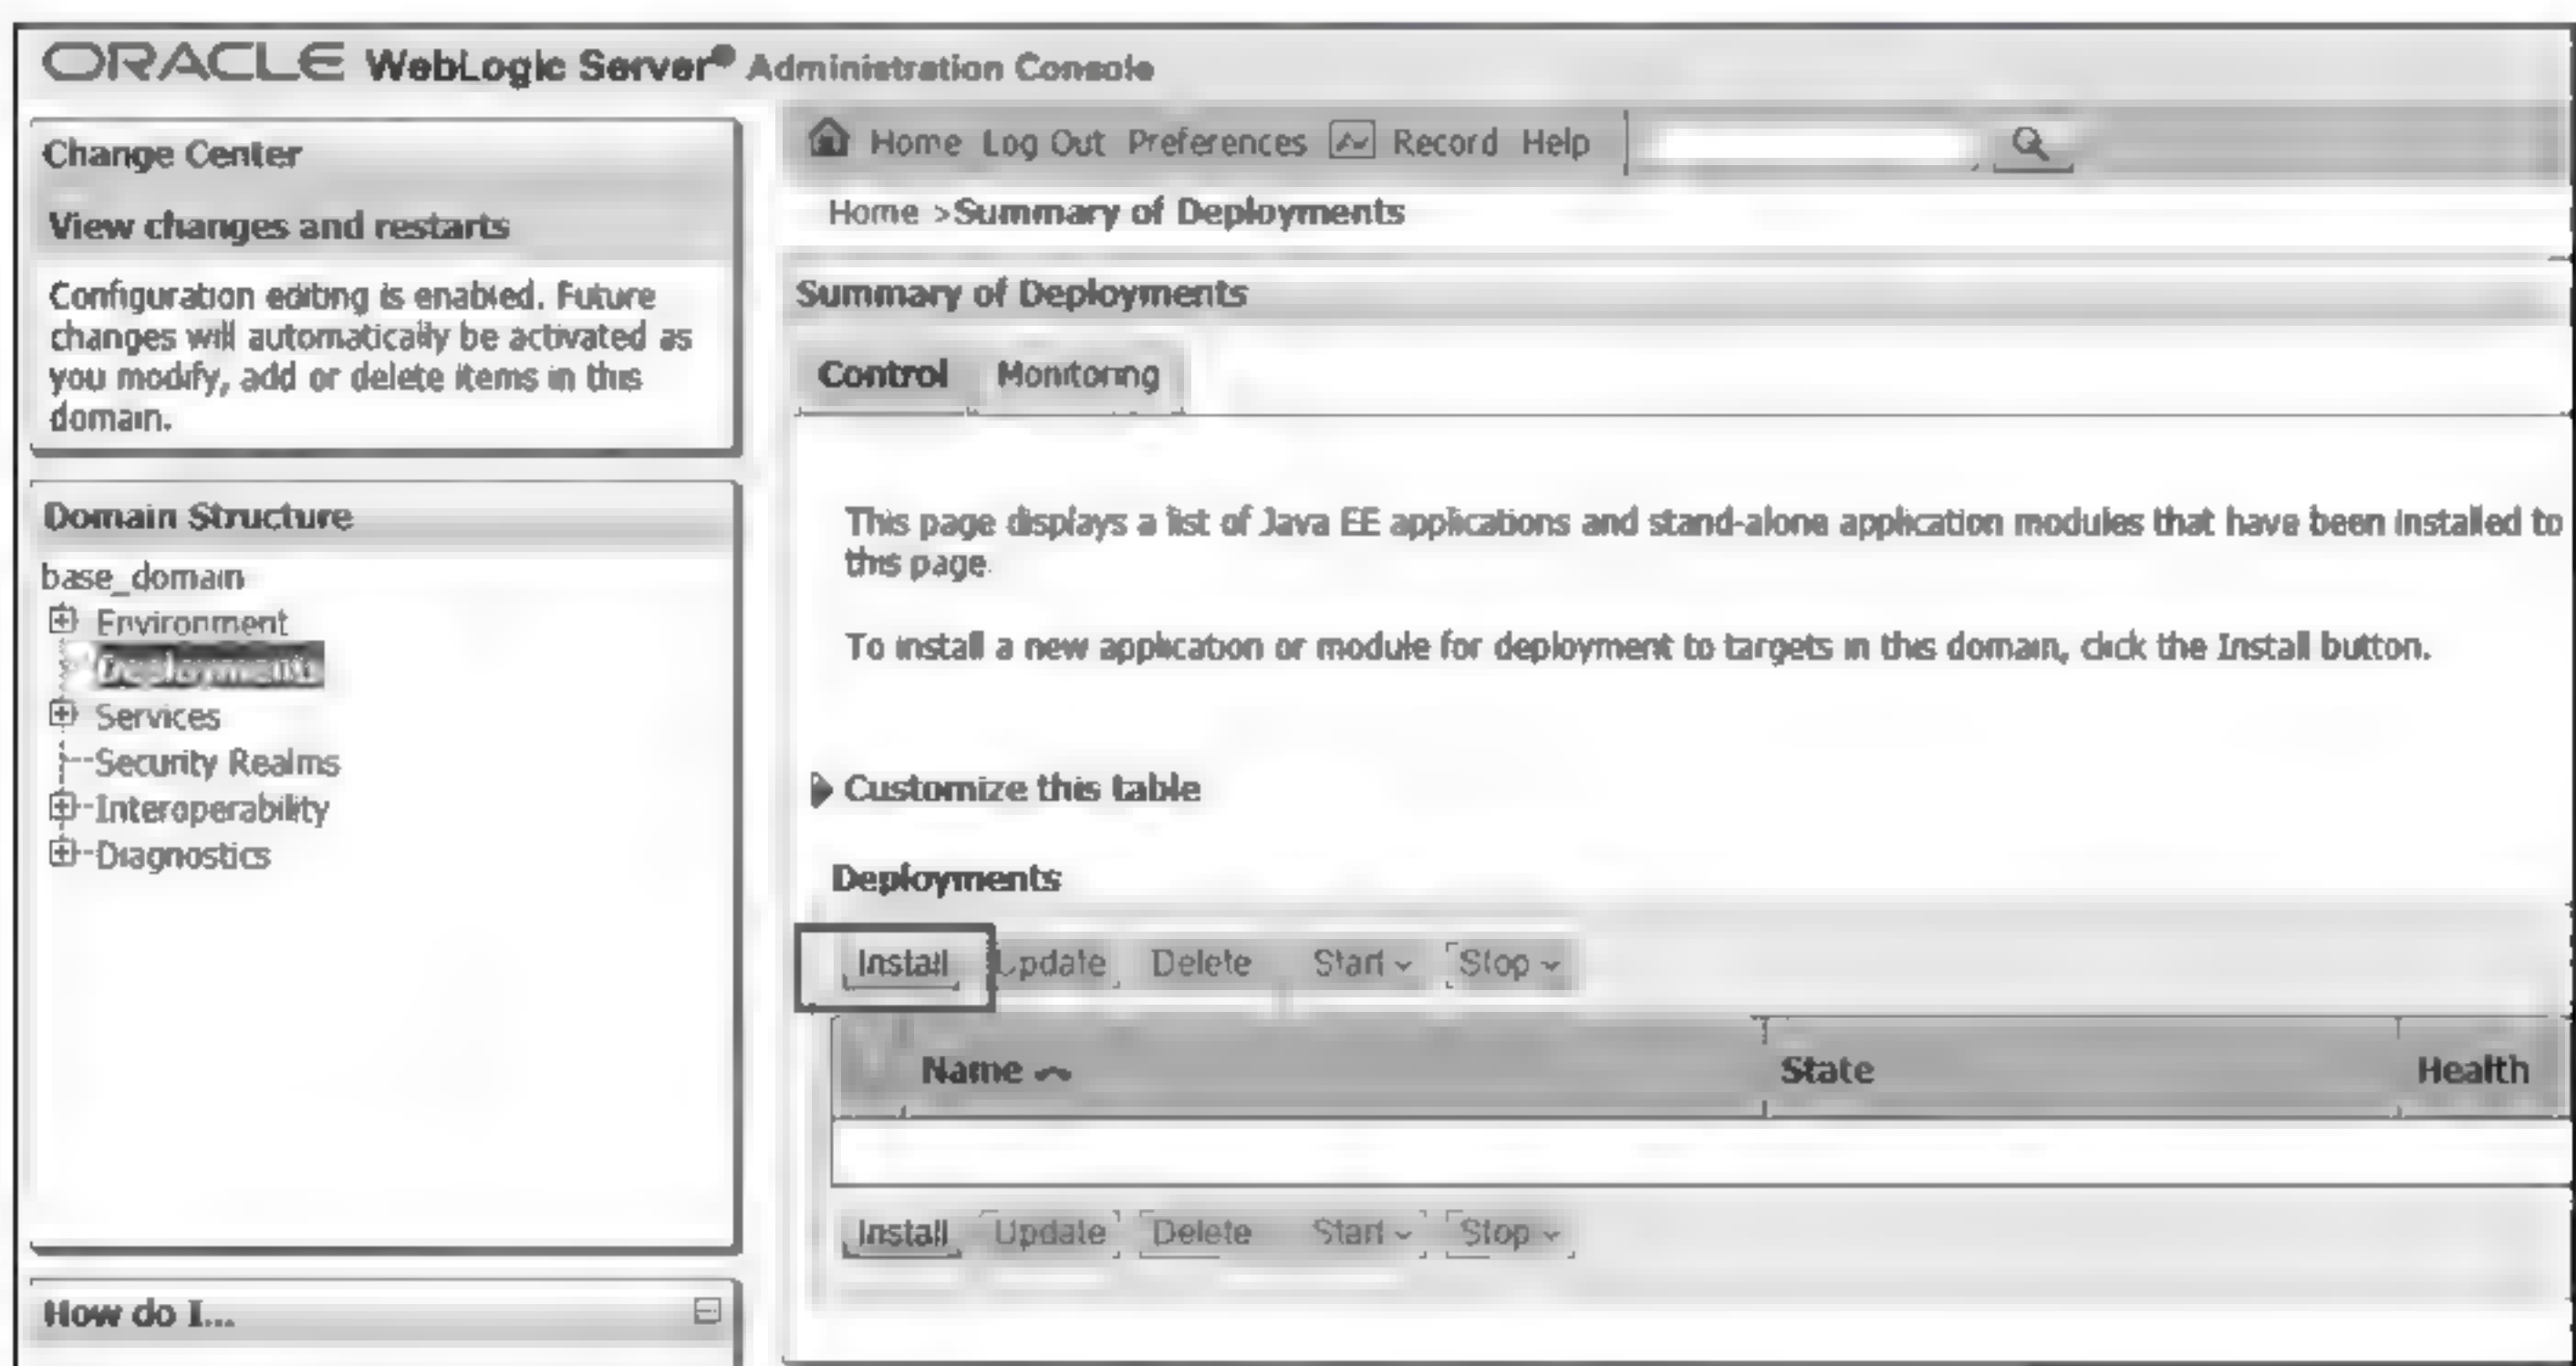 ORACLE WebLogic Server® Administration Console
Change Center
View changes and restarts
Configuration editing is enabled. Future
changes will automatically be activated as
you modify, add or delete items in this
domain.
Domain Structure
base_domain
Environment
Deployments
Services
Security Realms
Interoperability
Diagnostics
How do I...
Home Log Out Preferences Record Help
Home >Summary of Deployments
Summary of Deployments
Control Monitoring
This page displays a list of Java EE applications and stand-alone application modules that have been installed to
this page.
To install a new application or module for deployment to targets in this domain, click the Install button.
Customize this table
Deployments
Install Update Delete Start Stop
Name State Health
Install Update Delete Start Stop